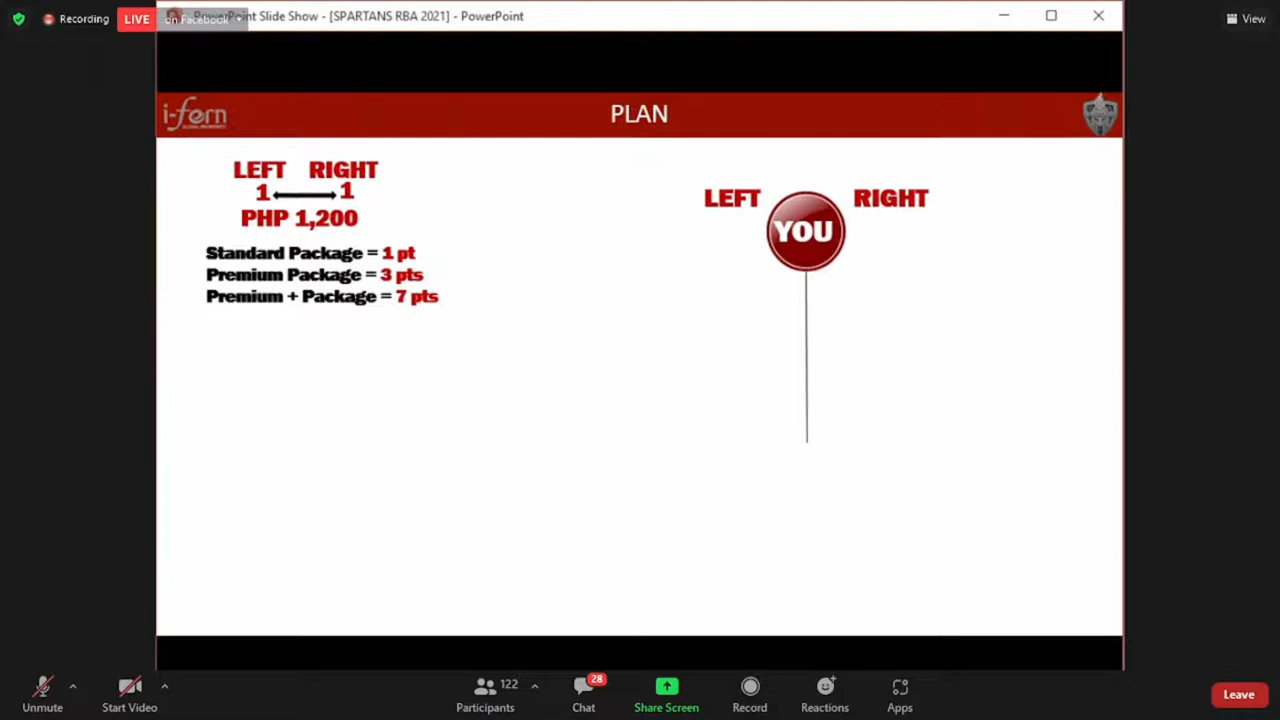 Recording
LIVE
on Facebook
PowerPoint Slide Show - [SPARTANS RBA 2021] - PowerPoint
View
i-fern
PLAN
LEFT RIGHT
1 1
PHP 1,200
Standard Package = 1 pt
Premium Package = 3 pts
Premium + Package = 7 pts
LEFT YOU RIGHT
122
28
Unmute
Start Video
Participants
Chat
Share Screen
Record
Reactions
Apps
Leave